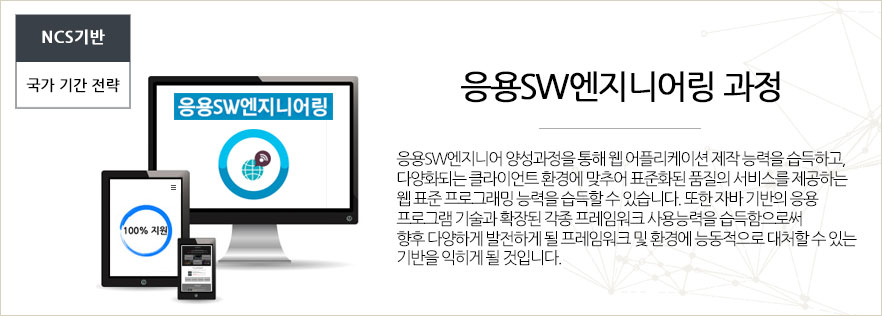 NCS기반
국가 기간 전략
응용SW엔지니어링
100% 지원
응용SW엔지니어링 과정
응용SW엔지니어 양성과정을 통해 웹 어플리케이션 제작 능력을 습득하고,
다양화되는 클라이언트 환경에 맞추어 표준화된 품질의 서비스를 제공하는
웹 표준 프로그래밍 능력을 습득할 수 있습니다. 또한 자바 기반의 응용
프로그램 기술과 확장된 각종 프레임워크 사용능력을 습득함으로써
향후 다양하게 발전하게 될 프레임워크 및 환경에 능동적으로 대처할 수 있는
기반을 익히게 될 것입니다.